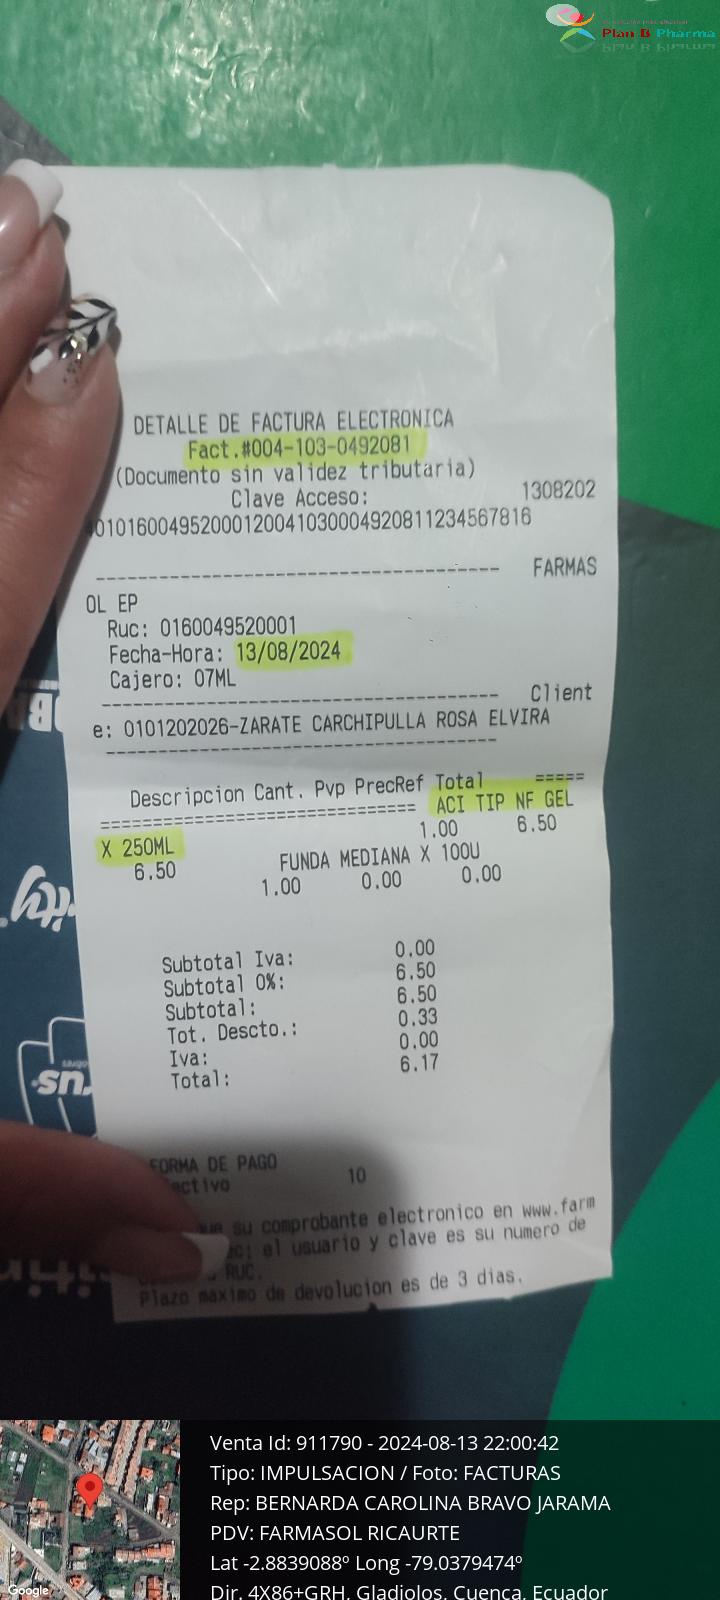 Plan B Pharma
DETALLE DE FACTURA ELECTRONICA
Fact.#004-103-0492081
(Documento sin validez tributaria)
Clave Acceso: 1308202
01016004952000120041030004920811234567816
------------------------------------ FARMAS
OL EP
Ruc: 0160049520001
Fecha-Hora: 13/08/2024
Cajero: 07ML
------------------------------------ Client
e: 0101202026-ZARATE CARCHIPULLA ROSA ELVIRA
------------------------------------
Descripcion Cant. Pvp PrecRef Total =====
============================== ACI TIP NF GEL
X 250ML 1.00 6.50
6.50 FUNDA MEDIANA X 100U
1.00 0.00 0.00
Subtotal Iva: 0.00
Subtotal 0%: 6.50
Subtotal: 6.50
Tot. Descto.: 0.33
Iva: 0.00
Total: 6.17
FORMA DE PAGO
ectivo 10
ue su comprobante electronico en www.farm
ec; el usuario y clave es su numero de
RUC.
Plazo maximo de devolucion es de 3 dias.
Google
Venta Id: 911790 - 2024-08-13 22:00:42
Tipo: IMPULSACION / Foto: FACTURAS
Rep: BERNARDA CAROLINA BRAVO JARAMA
PDV: FARMASOL RICAURTE
Lat -2.8839088º Long -79.0379474º
Dir. 4X86+GRH, Gladiolos, Cuenca, Ecuador